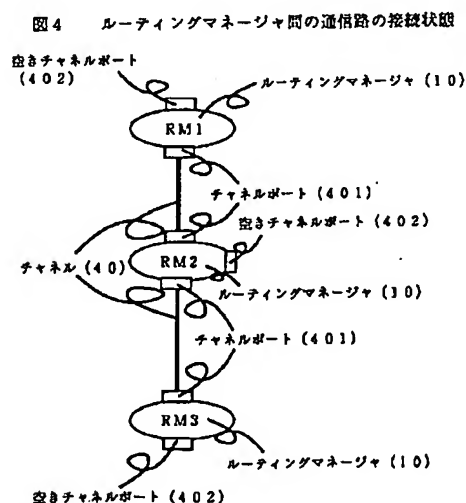 図4　ルーティングマネージャ間の通信路の接続状態
空きチャネルポート
(402)
ルーティングマネージャ (10)
RM1
チャネルポート (401)
空きチャネルポート (402)
チャネル (40)
RM2
ルーティングマネージャ (10)
チャネルポート (401)
RM3
ルーティングマネージャ (10)
空きチャネルポート (402)